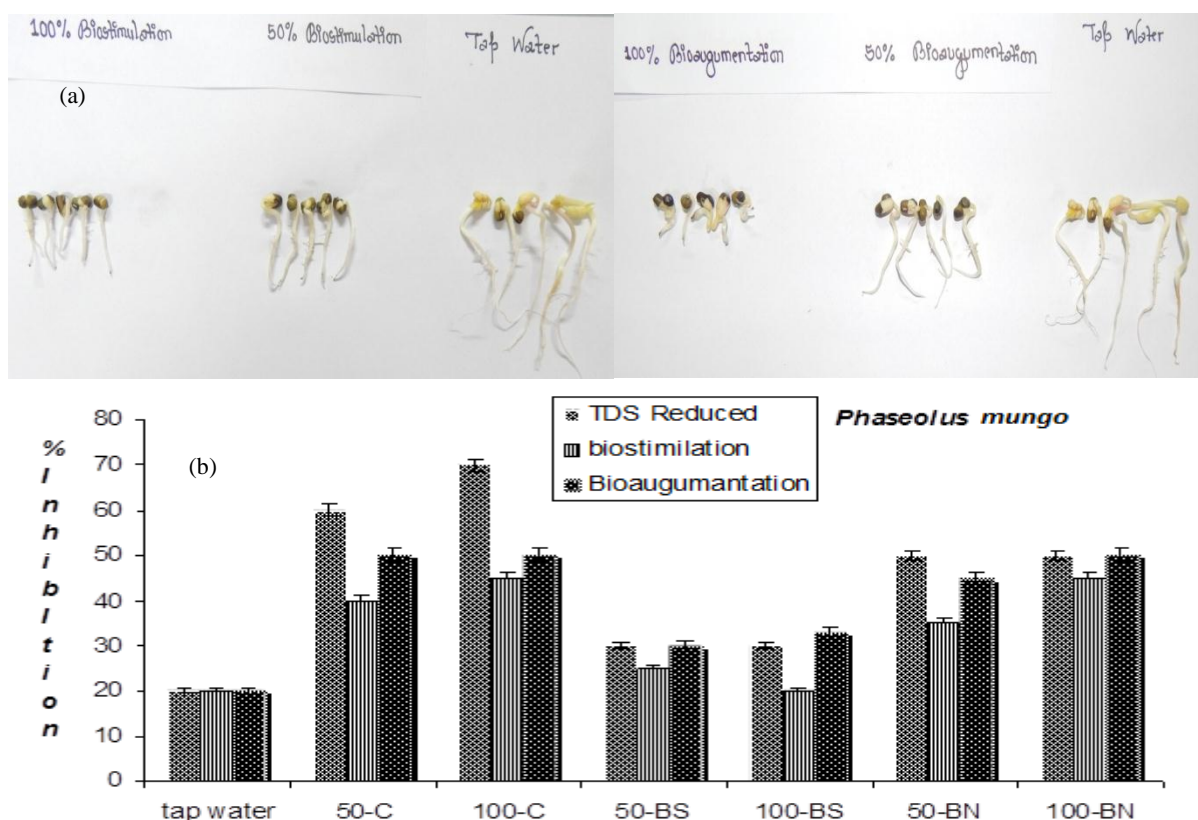 100% Biostimulation
50% Biostimulation
Tap Water
100% Bioaugumentation
50% Bioaugumentation
Tap Water
(a)
(b)
TDS Reduced
biostimilation
Bioaugumantation
Phaseolus mungo
% Inhibltion
80
70
60
50
40
30
20
10
0
tap water 50-C 100-C 50-BS 100-BS 50-BN 100-BN